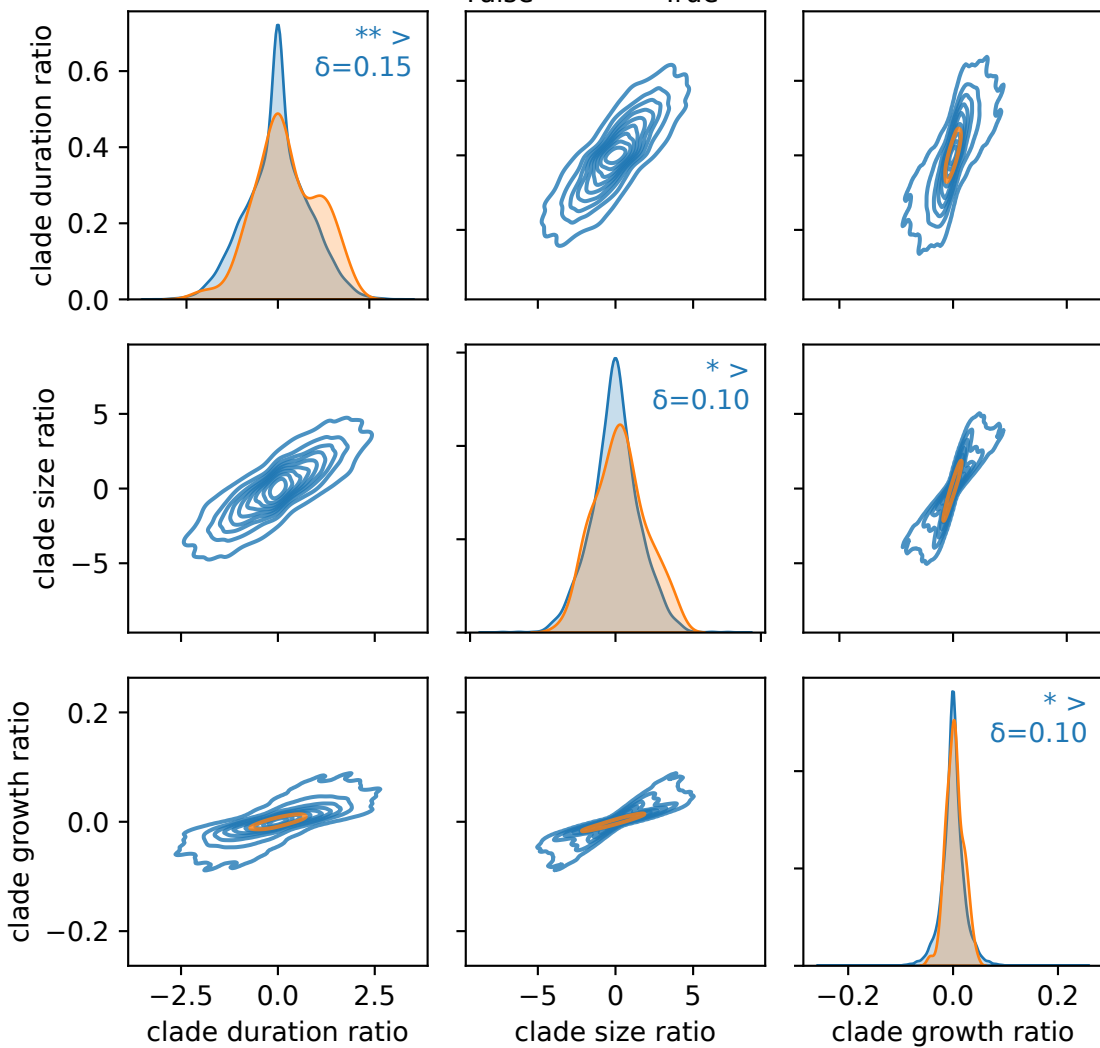 ** >
δ=0.15
clade duration ratio
0.6
0.4
0.2
0.0
* >
δ=0.10
clade size ratio
5
0
−5
* >
δ=0.10
clade growth ratio
0.2
0.0
−0.2
−2.5 0.0 2.5
−5 0 5
−0.2 0.0 0.2
clade duration ratio
clade size ratio
clade growth ratio